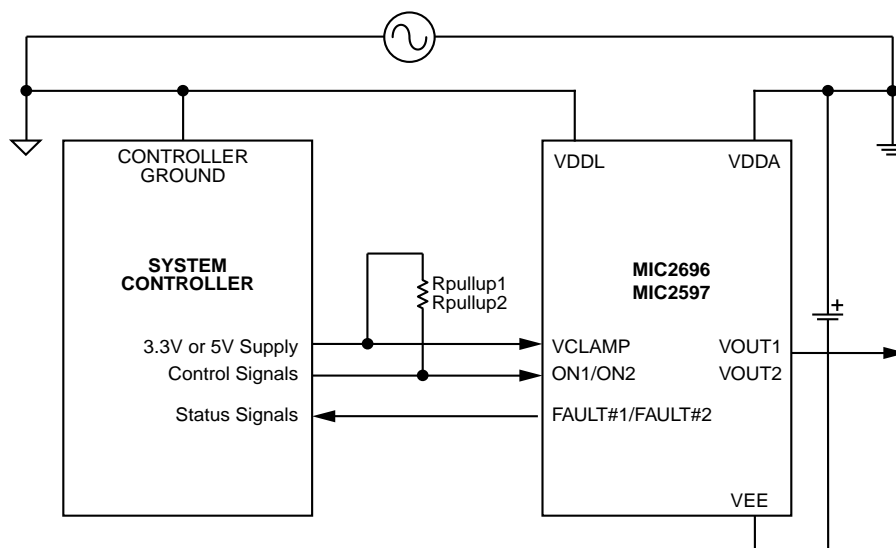 CONTROLLER
GROUND
VDDL
VDDA
SYSTEM
CONTROLLER
Rpullup1
Rpullup2
MIC2696
MIC2597
+
3.3V or 5V Supply
VCLAMP
VOUT1
Control Signals
ON1/ON2
VOUT2
Status Signals
FAULT#1/FAULT#2
VEE